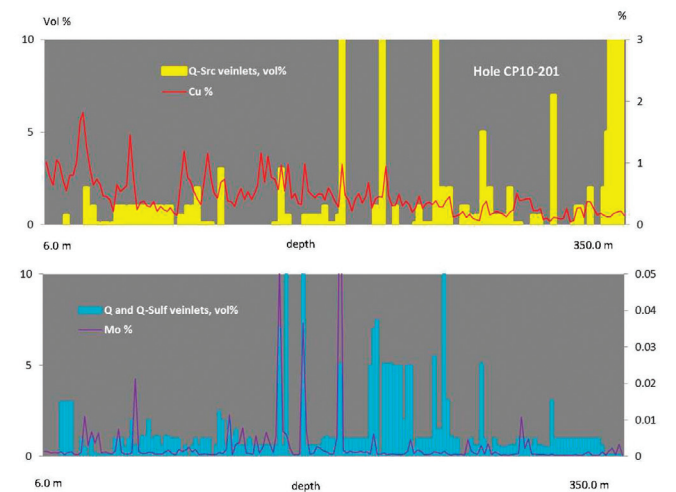 Vol %
%
10
3
Hole CP10-201
Q-Src veinlets, vol%
Cu %
2
5
1
0
0
6.0 m
depth
350.0 m
10
0.05
Q and Q-Sulf veinlets, vol%
0.04
Mo %
0.03
5
0.02
0.01
0
0
6.0 m
depth
350.0 m